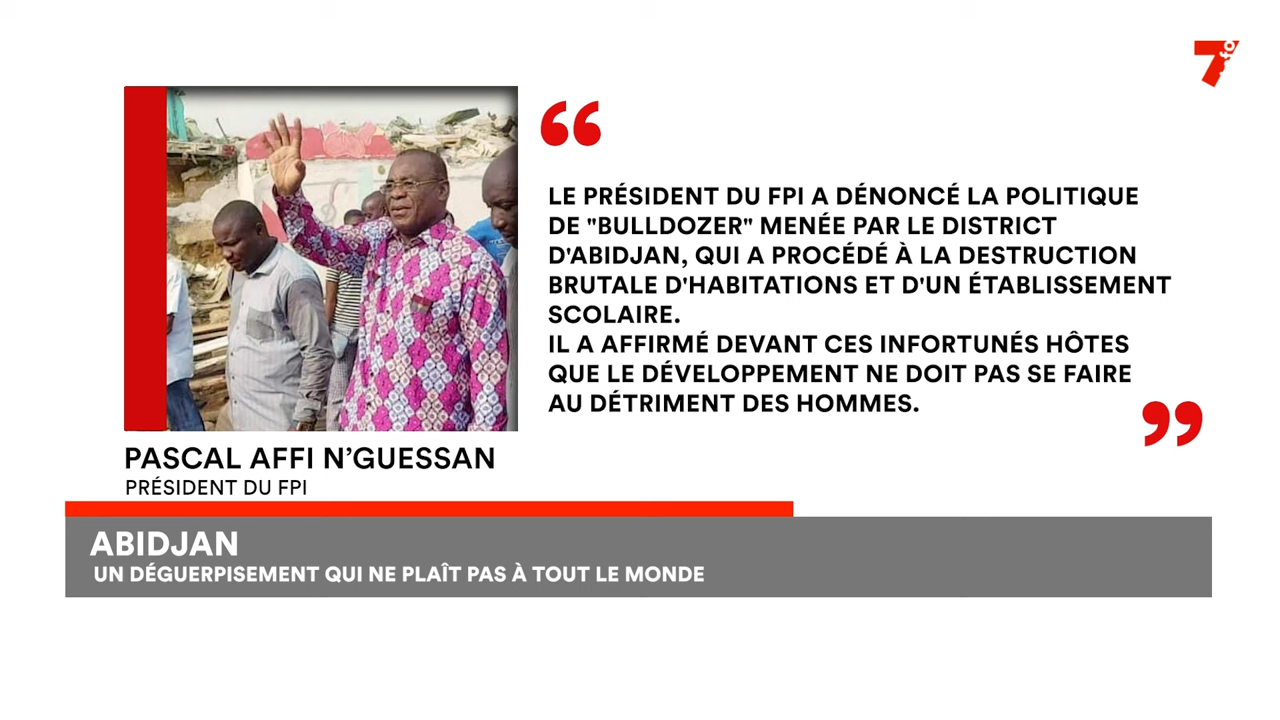 7
fo
LE PRÉSIDENT DU FPI A DÉNONCÉ LA POLITIQUE
DE "BULLDOZER" MENÉE PAR LE DISTRICT
D'ABIDJAN, QUI A PROCÉDÉ À LA DESTRUCTION
BRUTALE D'HABITATIONS ET D'UN ÉTABLISSEMENT
SCOLAIRE.
IL A AFFIRMÉ DEVANT CES INFORTUNÉS HÔTES
QUE LE DÉVELOPPEMENT NE DOIT PAS SE FAIRE
AU DÉTRIMENT DES HOMMES.
PASCAL AFFI N’GUESSAN
PRÉSIDENT DU FPI
ABIDJAN
UN DÉGUERPISEMENT QUI NE PLAÎT PAS À TOUT LE MONDE